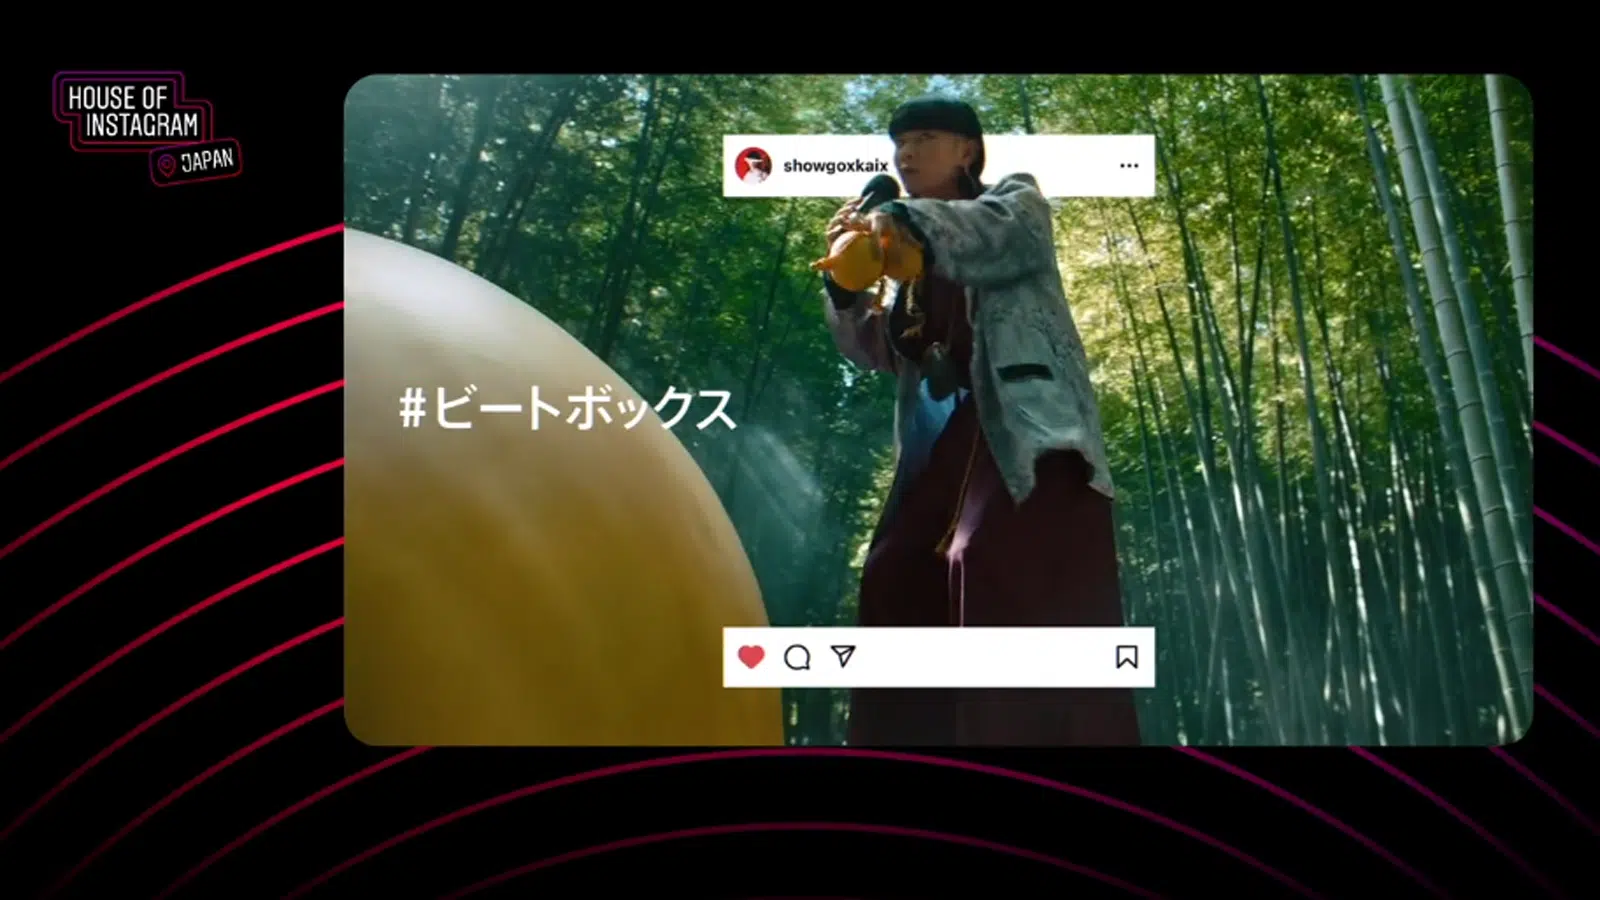 HOUSE OF
INSTAGRAM
JAPAN
showgoxkaix
#ビートボックス